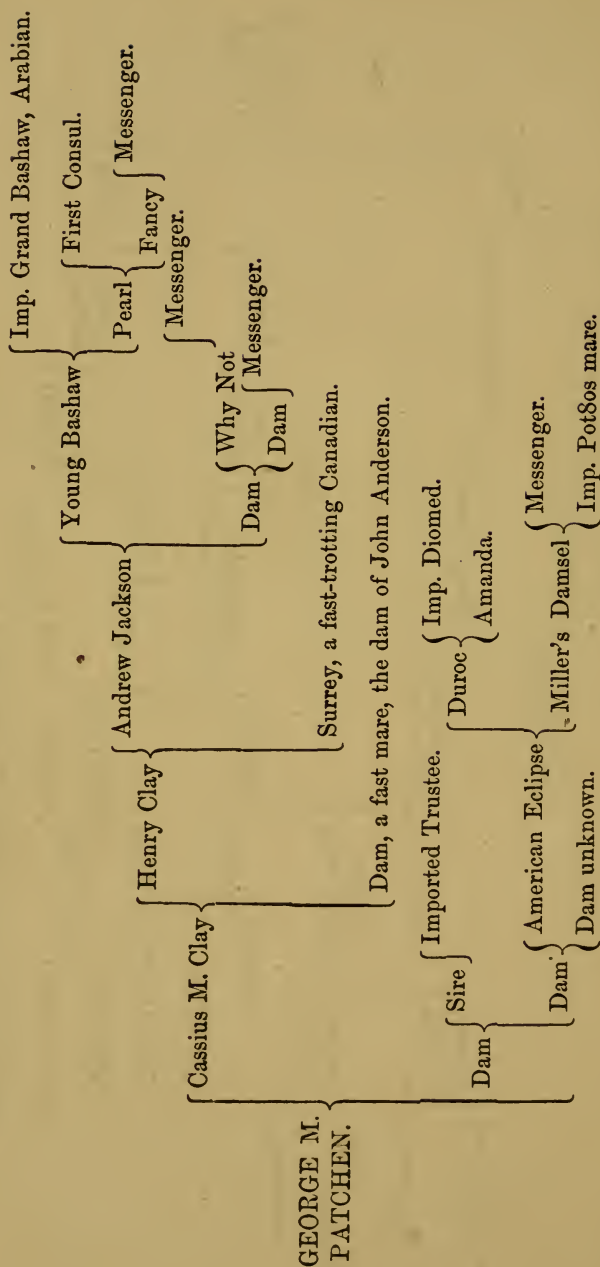 GEORGE M.
PATCHEN.
Cassius M. Clay
Henry Clay
Andrew Jackson
Young Bashaw
Imp. Grand Bashaw, Arabian.
Pearl
First Consul.
Fancy
Messenger.
Dam
Why Not
Messenger.
Dam
Messenger.
Surrey, a fast-trotting Canadian.
Dam, a fast mare, the dam of John Anderson.
Dam
Sire
Imported Trustee.
Dam
American Eclipse
Duroc
Imp. Diomed.
Amanda.
Miller's Damsel
Messenger.
Imp. Pot8os mare.
Dam unknown.